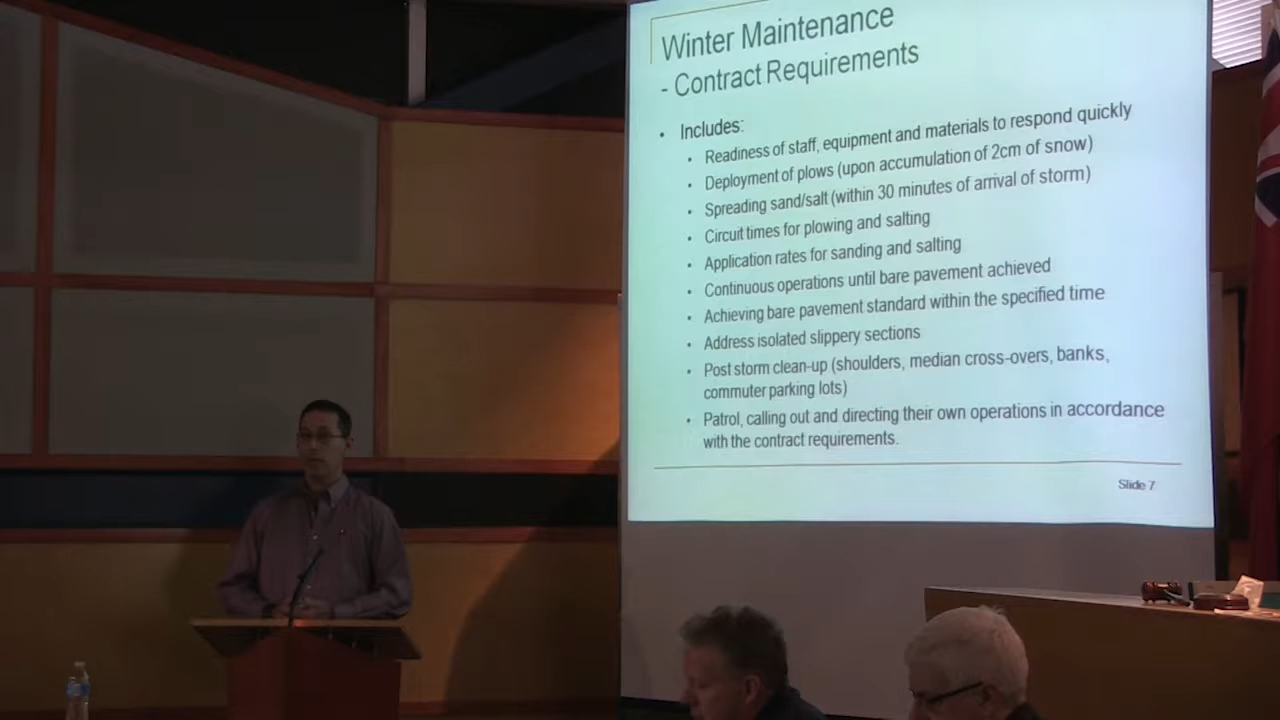 Winter Maintenance
- Contract Requirements
• Includes:
• Readiness of staff, equipment and materials to respond quickly
• Deployment of plows (upon accumulation of 2cm of snow)
• Spreading sand/salt (within 30 minutes of arrival of storm)
• Circuit times for plowing and salting
• Application rates for sanding and salting
• Continuous operations until bare pavement achieved
• Achieving bare pavement standard within the specified time
• Address isolated slippery sections
• Post storm clean-up (shoulders, median cross-overs, banks,
commuter parking lots)
• Patrol, calling out and directing their own operations in accordance
with the contract requirements.
Slide 7